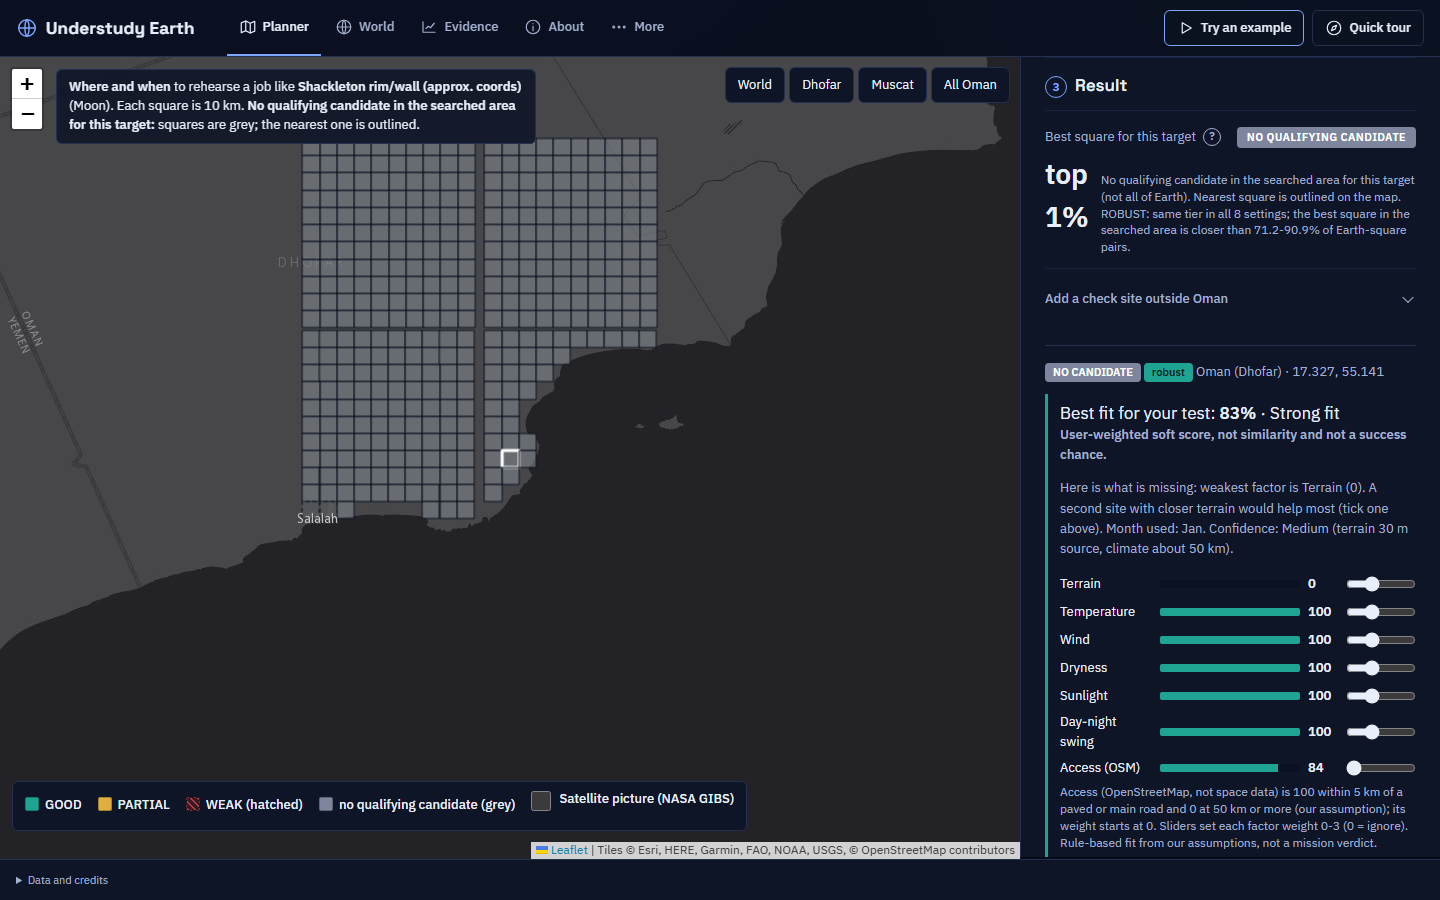 Understudy Earth
Planner
World
Evidence
About
More
Try an example
Quick tour
+
−
Where and when to rehearse a job like Shackleton rim/wall (approx. coords)
(Moon). Each square is 10 km. No qualifying candidate in the searched area
for this target: squares are grey; the nearest one is outlined.
World
Dhofar
Muscat
All Oman
DHOFAR
OMAN
YEMEN
Salalah
GOOD
PARTIAL
WEAK (hatched)
no qualifying candidate (grey)
Satellite picture (NASA GIBS)
Leaflet | Tiles © Esri, HERE, Garmin, FAO, NOAA, USGS, © OpenStreetMap contributors
3 Result
Best square for this target ?
NO QUALIFYING CANDIDATE
top
1%
No qualifying candidate in the searched area for this target
(not all of Earth). Nearest square is outlined on the map.
ROBUST: same tier in all 8 settings; the best square in the
searched area is closer than 71.2-90.9% of Earth-square
pairs.
Add a check site outside Oman
NO CANDIDATE robust Oman (Dhofar) · 17.327, 55.141
Best fit for your test: 83% · Strong fit
User-weighted soft score, not similarity and not a success
chance.
Here is what is missing: weakest factor is Terrain (0). A
second site with closer terrain would help most (tick one
above). Month used: Jan. Confidence: Medium (terrain 30 m
source, climate about 50 km).
Terrain 0
Temperature 100
Wind 100
Dryness 100
Sunlight 100
Day-night
swing 100
Access (OSM) 84
Access (OpenStreetMap, not space data) is 100 within 5 km of a
paved or main road and 0 at 50 km or more (our assumption); its
weight starts at 0. Sliders set each factor weight 0-3 (0 = ignore).
Rule-based fit from our assumptions, not a mission verdict.
Data and credits